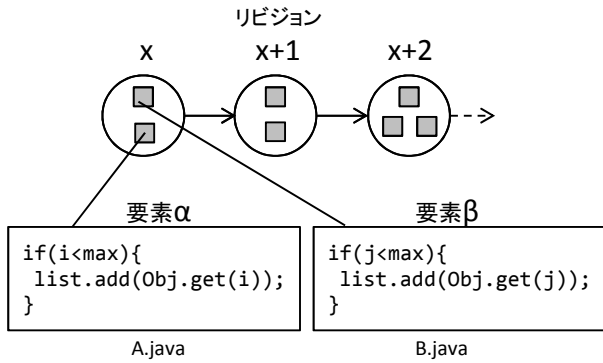 リビジョン
x
x+1
x+2
要素α
要素β
if(i<max){
list.add(Obj.get(i));
}
if(j<max){
list.add(Obj.get(j));
}
A.java
B.java